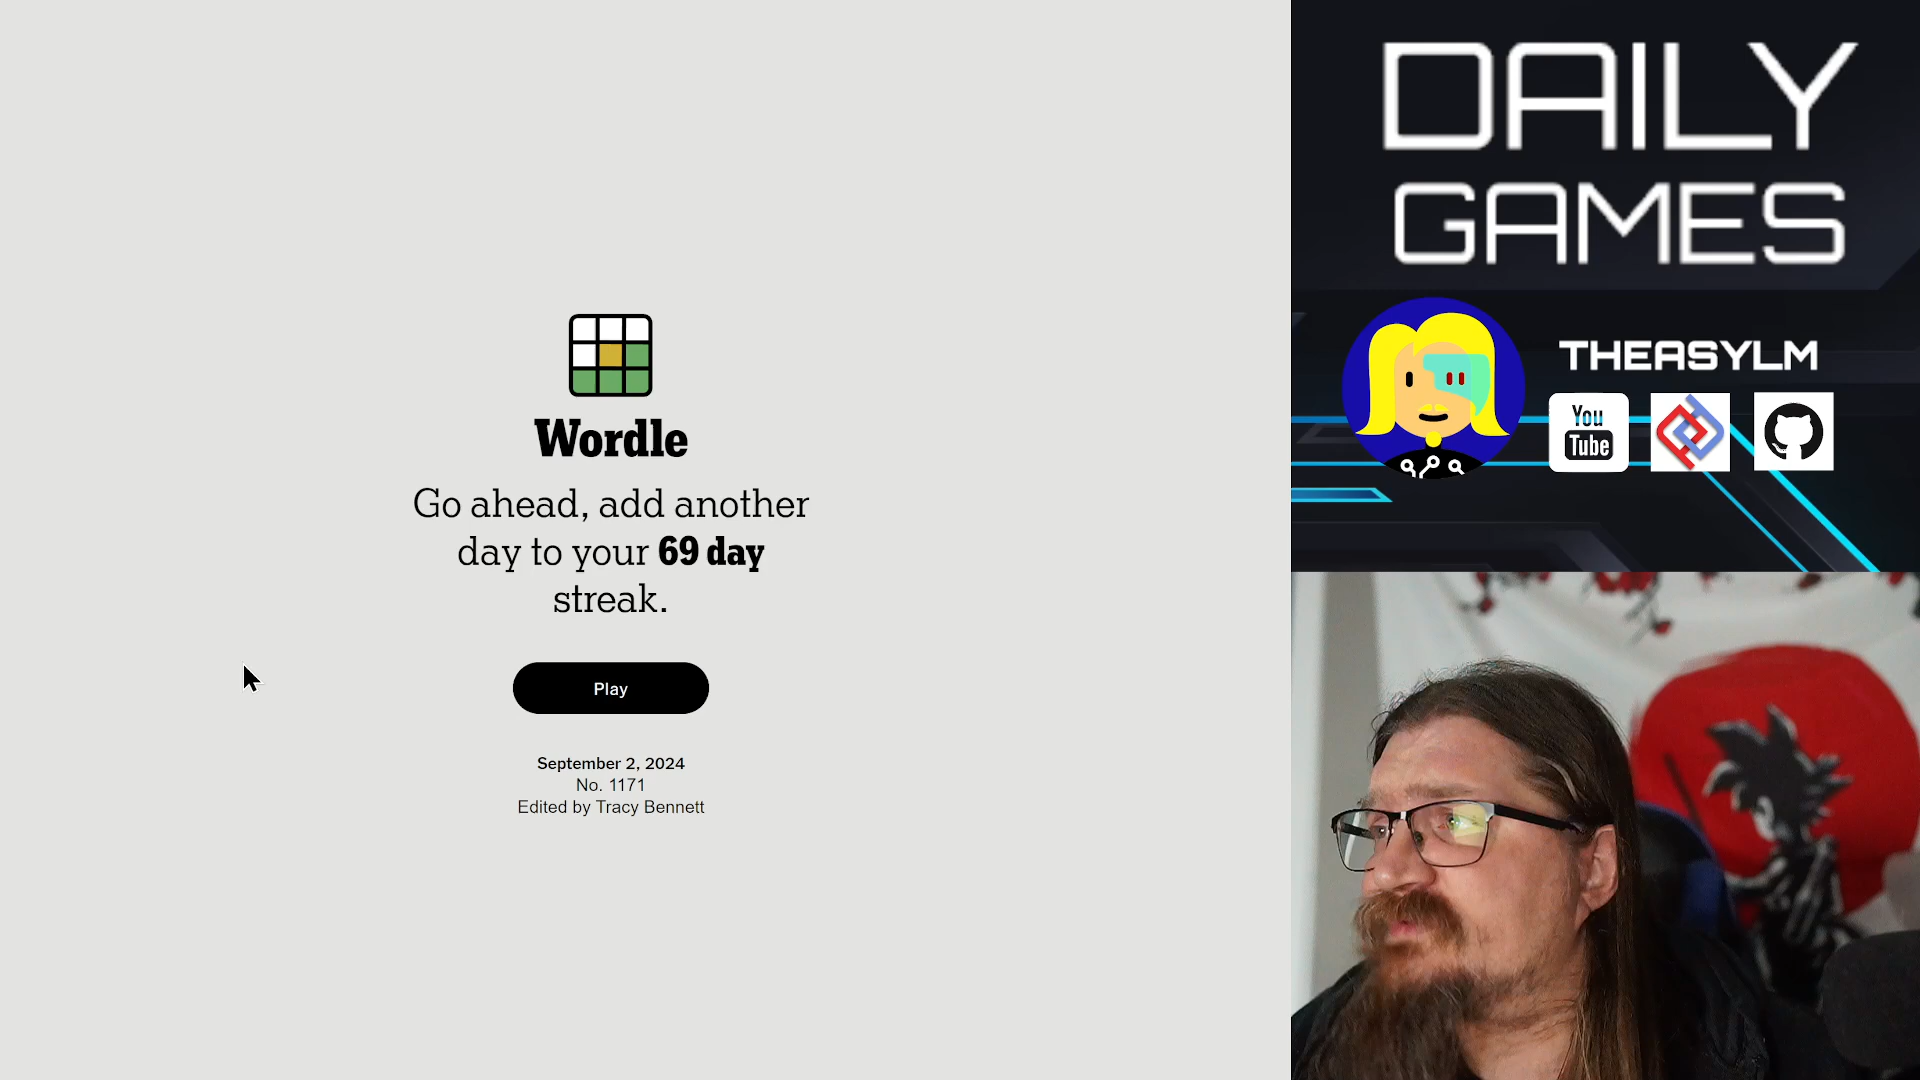 Wordle
Go ahead, add another
day to your 69 day
streak.
Play
September 2, 2024
No. 1171
Edited by Tracy Bennett
DAILY
GAMES
THEASYLM
You
Tube